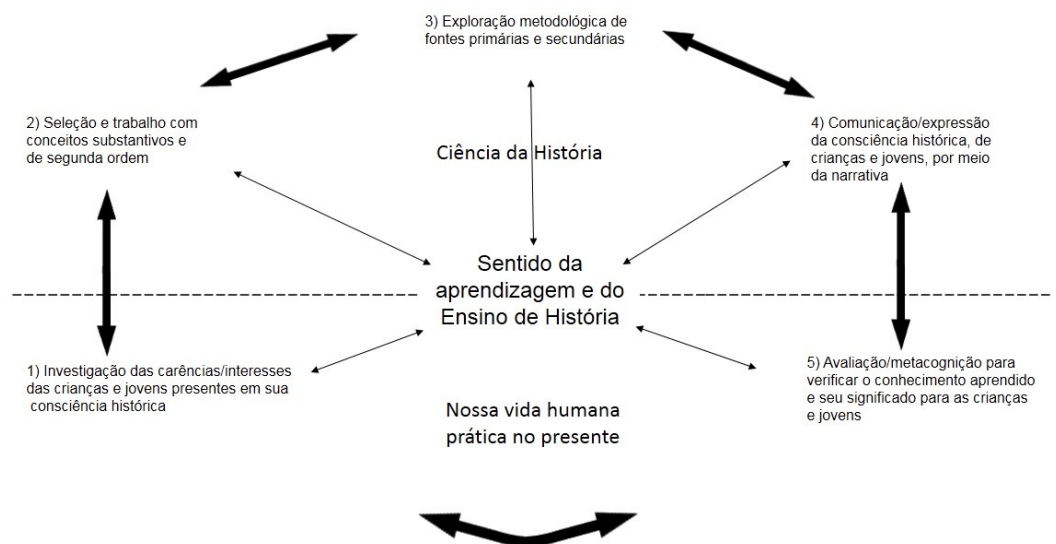 3) Exploração metodológica de
fontes primárias e secundárias
2) Seleção e trabalho com
conceitos substantivos e
de segunda ordem
Ciência da História
4) Comunicação/expressão
da consciência histórica, de
crianças e jovens, por meio
da narrativa
Sentido da
aprendizagem e do
Ensino de História
1) Investigação das carências/interesses
das crianças e jovens presentes em sua
consciência histórica
Nossa vida humana
prática no presente
5) Avaliação/metacognição para
verificar o conhecimento aprendido
e seu significado para as crianças
e jovens